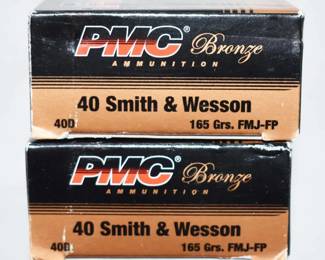 PMC® Bronze
AMMUNITION
40 Smith & Wesson
40D 165 Grs. FMJ-FP
PMC® Bronze
AMMUNITION
40 Smith & Wesson
40D 165 Grs. FMJ-FP